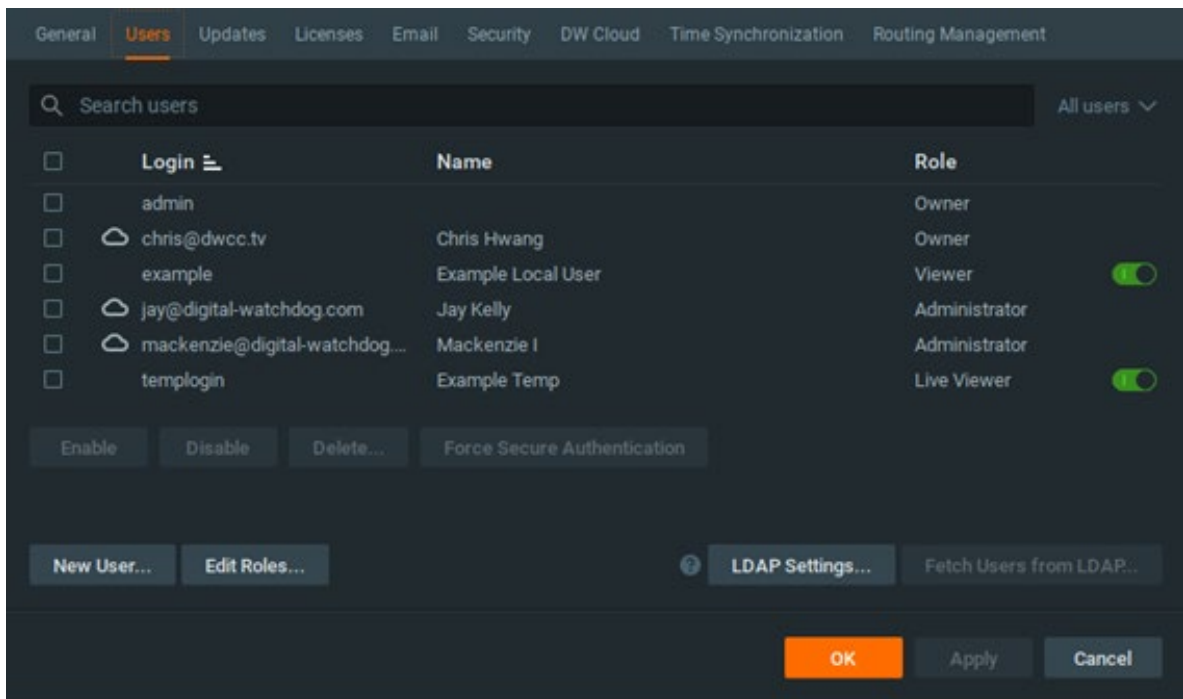 General Users Updates Licenses Email Security DW Cloud Time Synchronization Routing Management
Search users All users
Login Name Role
admin Owner
chris@dwcc.tv Chris Hwang Owner
example Example Local User Viewer
jay@digital-watchdog.com Jay Kelly Administrator
mackenzie@digital-watchdog.... Mackenzie I Administrator
templogin Example Temp Live Viewer
Enable Disable Delete... Force Secure Authentication
New User... Edit Roles... ? LDAP Settings... Fetch Users from LDAP...
OK Apply Cancel